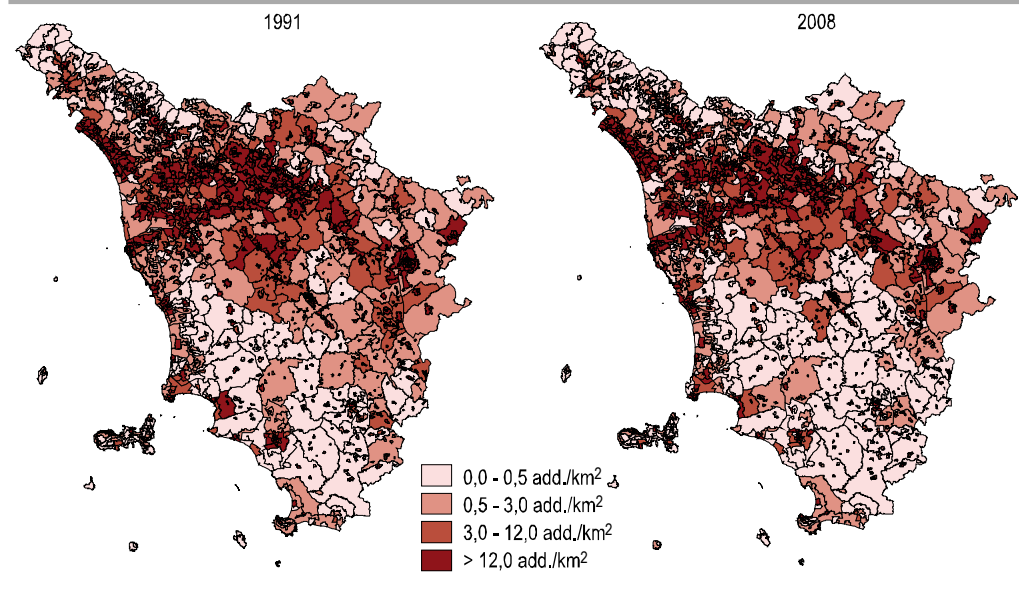 1991
2008
0,0 - 0,5 add./km²
0,5 - 3,0 add./km²
3,0 - 12,0 add./km²
> 12,0 add./km²